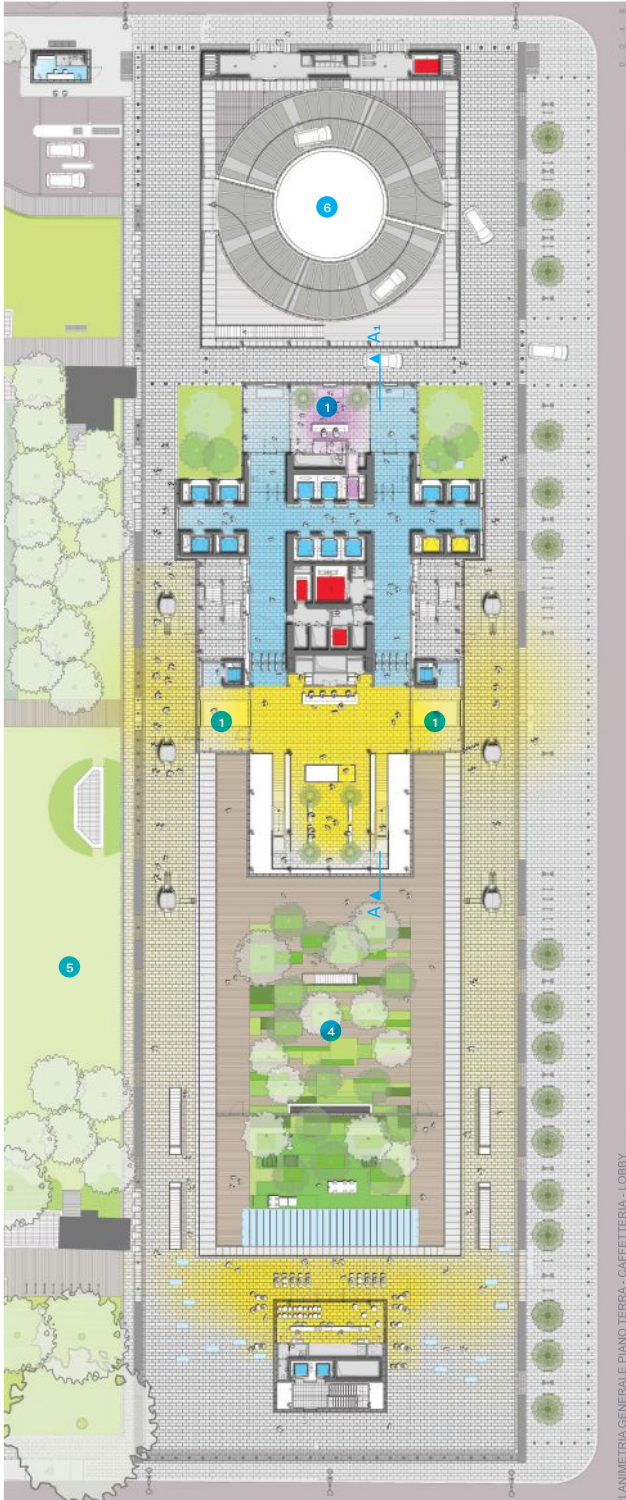 6
A₁
1
1
1
A
5
4
PLANIMETRIA GENERALE PIANO TERRA - CAFFETTERIA - LOBBY